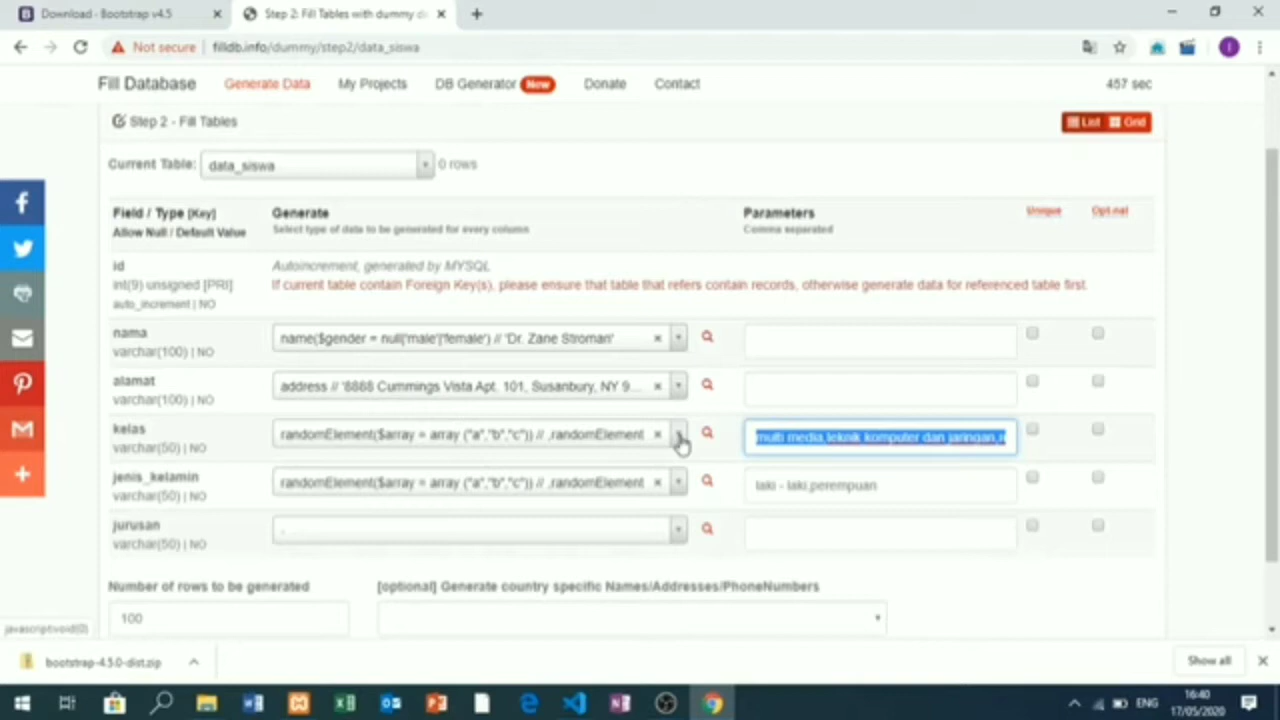 Download - Bootstrap v4.5
Step 2: Fill Tables with dummy d
Not secure | filldb.info/dummy/step2/data_siswa
Fill Database Generate Data My Projects DB Generator New Donate Contact 457 sec
Step 2 - Fill Tables List Grid
Current Table: data_siswa 0 rows
Field / Type [Key] Generate Parameters Unique Opt.nal
Allow Null / Default Value Select type of data to be generated for every column Comma separated
id Autoincrement, generated by MYSQL
int(9) unsigned [PRI] If current table contain Foreign Key(s), please ensure that table that refers contain records, otherwise generate data for referenced table first.
auto_increment | NO
nama name($gender = null|'male'|'female') // 'Dr. Zane Stroman'
varchar(100) | NO
alamat address // '8888 Cummings Vista Apt. 101, Susanbury, NY 9...
varchar(100) | NO
kelas randomElement($array = array ("a","b","c")) // ,randomElement multi media,teknik komputer dan jaringan,r
varchar(50) | NO
jenis_kelamin randomElement($array = array ("a","b","c")) // ,randomElement laki - laki,perempuan
varchar(50) | NO
jurusan .
varchar(50) | NO
Number of rows to be generated [optional] Generate country specific Names/Addresses/PhoneNumbers
100
javascript:void(0)
bootstrap-4.5.0-dist.zip Show all
ENG 16:40
17/05/2020